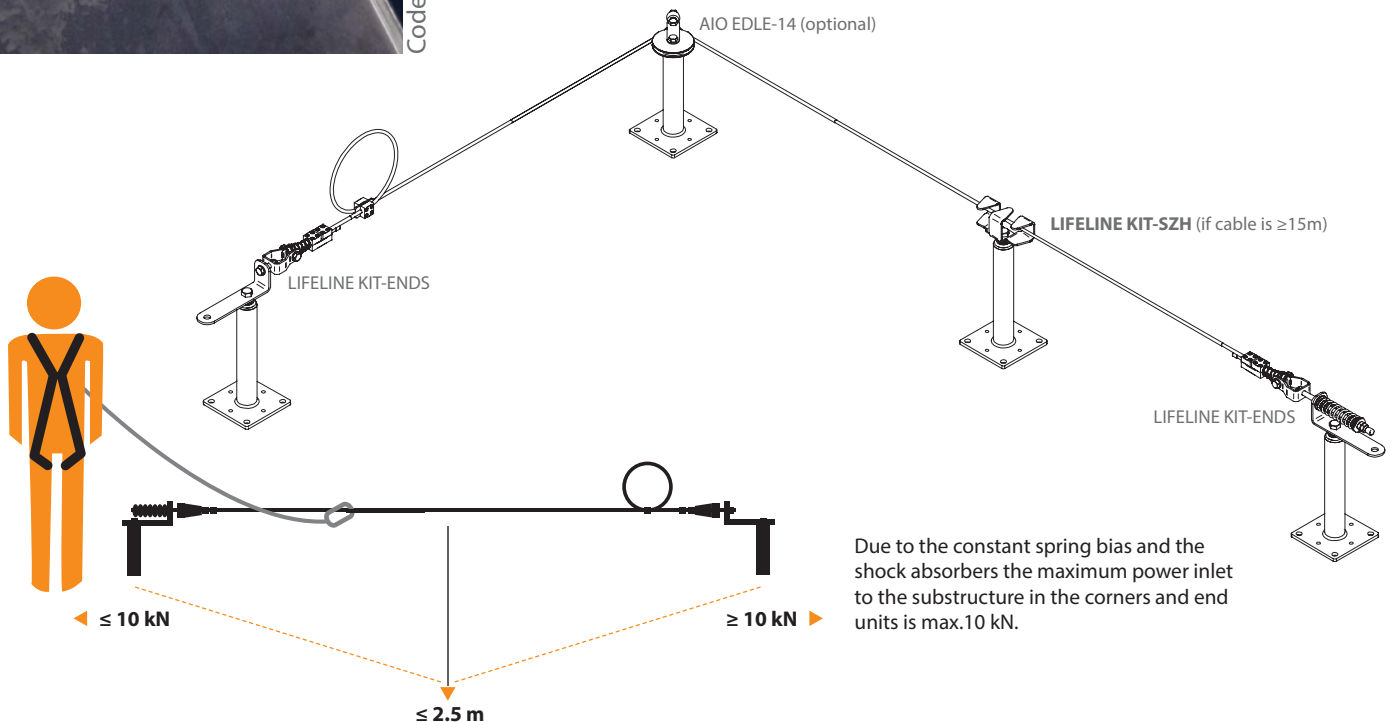 Code
AIO EDLE-14 (optional)
LIFELINE KIT-SZH (if cable is ≥15m)
LIFELINE KIT-ENDS
LIFELINE KIT-ENDS
Due to the constant spring bias and the
shock absorbers the maximum power inlet
to the substructure in the corners and end
units is max.10 kN.
≤ 10 kN
≥ 10 kN
≤ 2.5 m